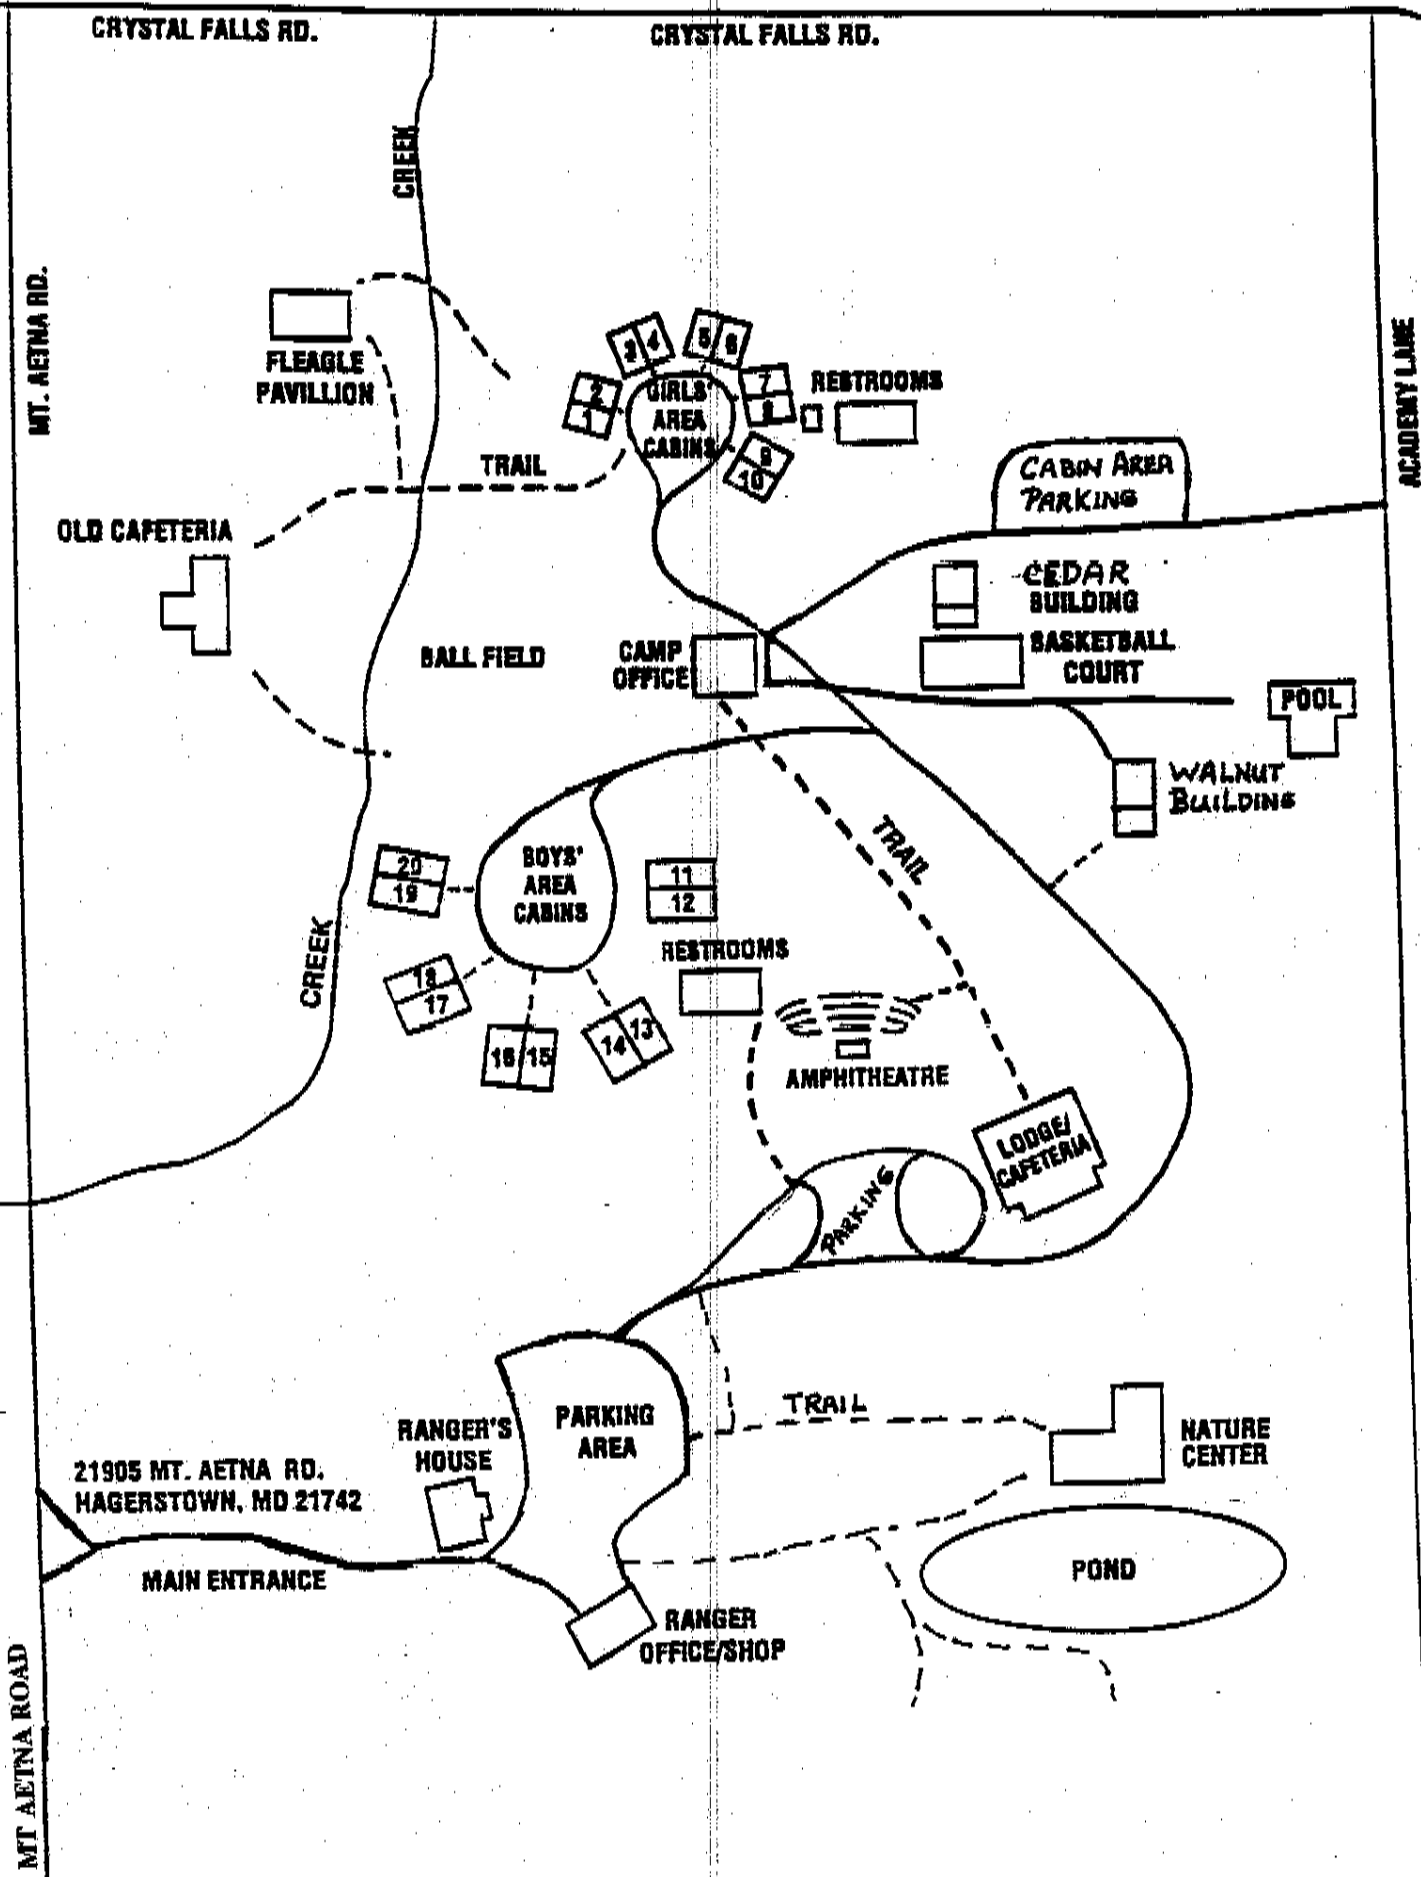 CRYSTAL FALLS RD.
CRYSTAL FALLS RD.
CREEK
MT. AETNA RD.
ACADEMY LANE
FLEAGLE
PAVILLION
3 4
5 6
2
1
GIRLS'
AREA
CABINS
7
8
RESTROOMS
9
10
TRAIL
CABIN AREA
PARKING
OLD CAFETERIA
CEDAR
BUILDING
BALL FIELD
CAMP
OFFICE
BASKETBALL
COURT
POOL
WALNUT
BUILDING
TRAIL
20
19
BOYS'
AREA
CABINS
11
12
CREEK
RESTROOMS
18
17
16 15
14 13
AMPHITHEATRE
LODGE/
CAFETERIA
PARKING
TRAIL
RANGER'S
HOUSE
PARKING
AREA
NATURE
CENTER
21905 MT. AETNA RD.
HAGERSTOWN, MD 21742
MAIN ENTRANCE
POND
RANGER
OFFICE/SHOP
MT AETNA ROAD